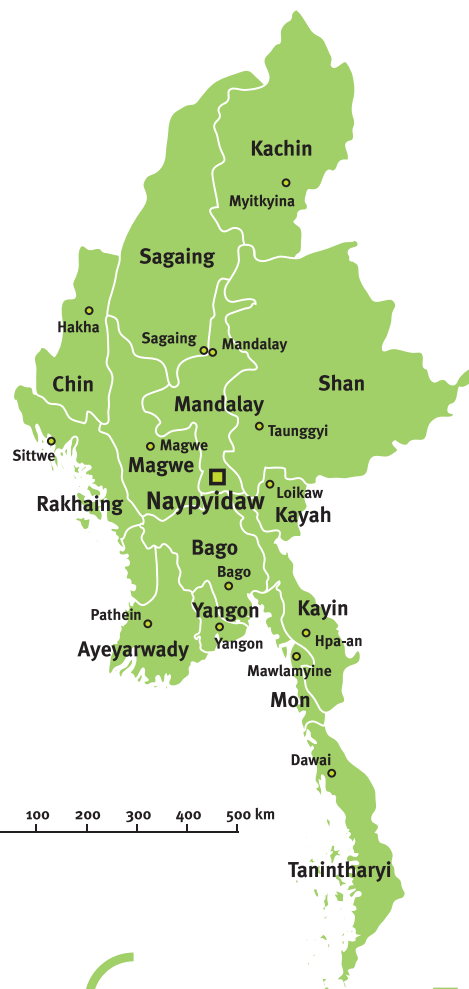 Kachin
Myitkyina
Sagaing
Hakha
Sagaing
Mandalay
Chin
Shan
Mandalay
Taunggyi
Sittwe
Magwe
Magwe
Loikaw
Rakhaing
Naypyidaw
Kayah
Bago
Bago
Pathein
Yangon
Kayin
Hpa-an
Yangon
Ayeyarwady
Mawlamyine
Mon
Dawai
100 200 300 400 500 km
Tanintharyi